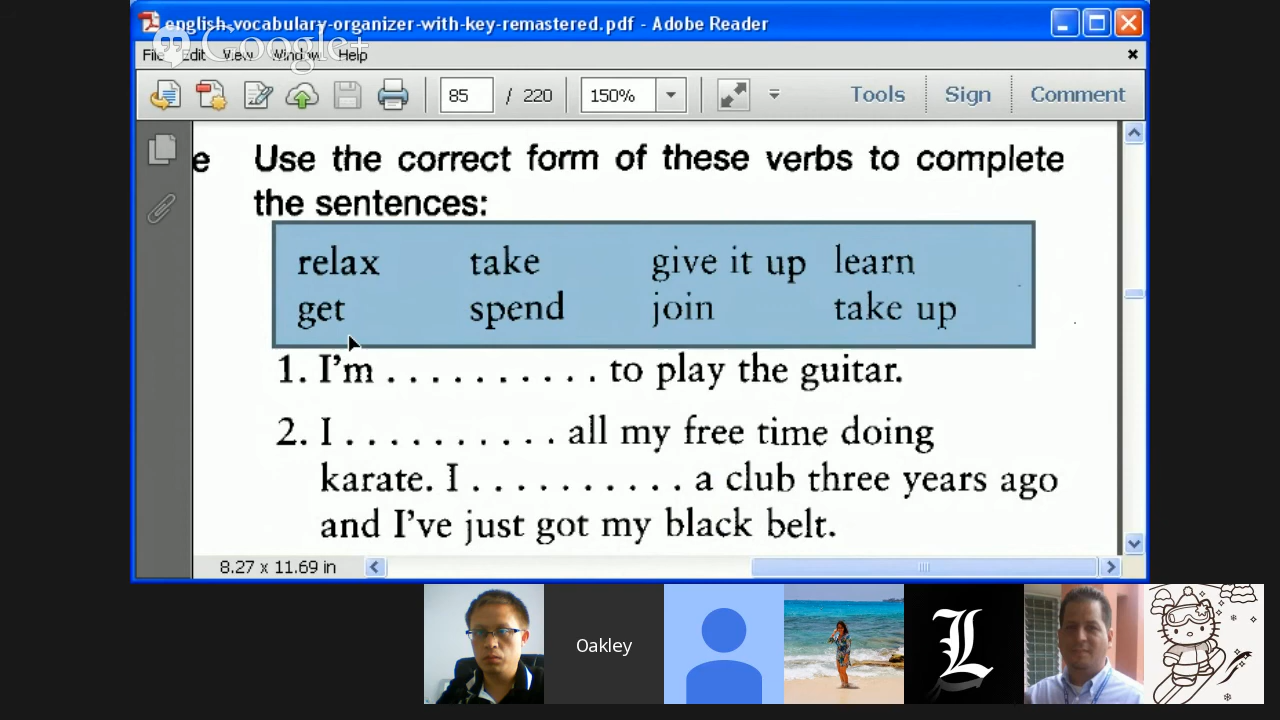 english-vocabulary-organizer-with-key-remastered.pdf - Adobe Reader
Google+
File Edit View Window Help
85 / 220 150% Tools Sign Comment
e Use the correct form of these verbs to complete
the sentences:
relax take give it up learn
get spend join take up
1. I'm . . . . . . . . . . to play the guitar.
2. I . . . . . . . . . . all my free time doing
karate. I . . . . . . . . . . a club three years ago
and I've just got my black belt.
8.27 x 11.69 in
Oakley
L